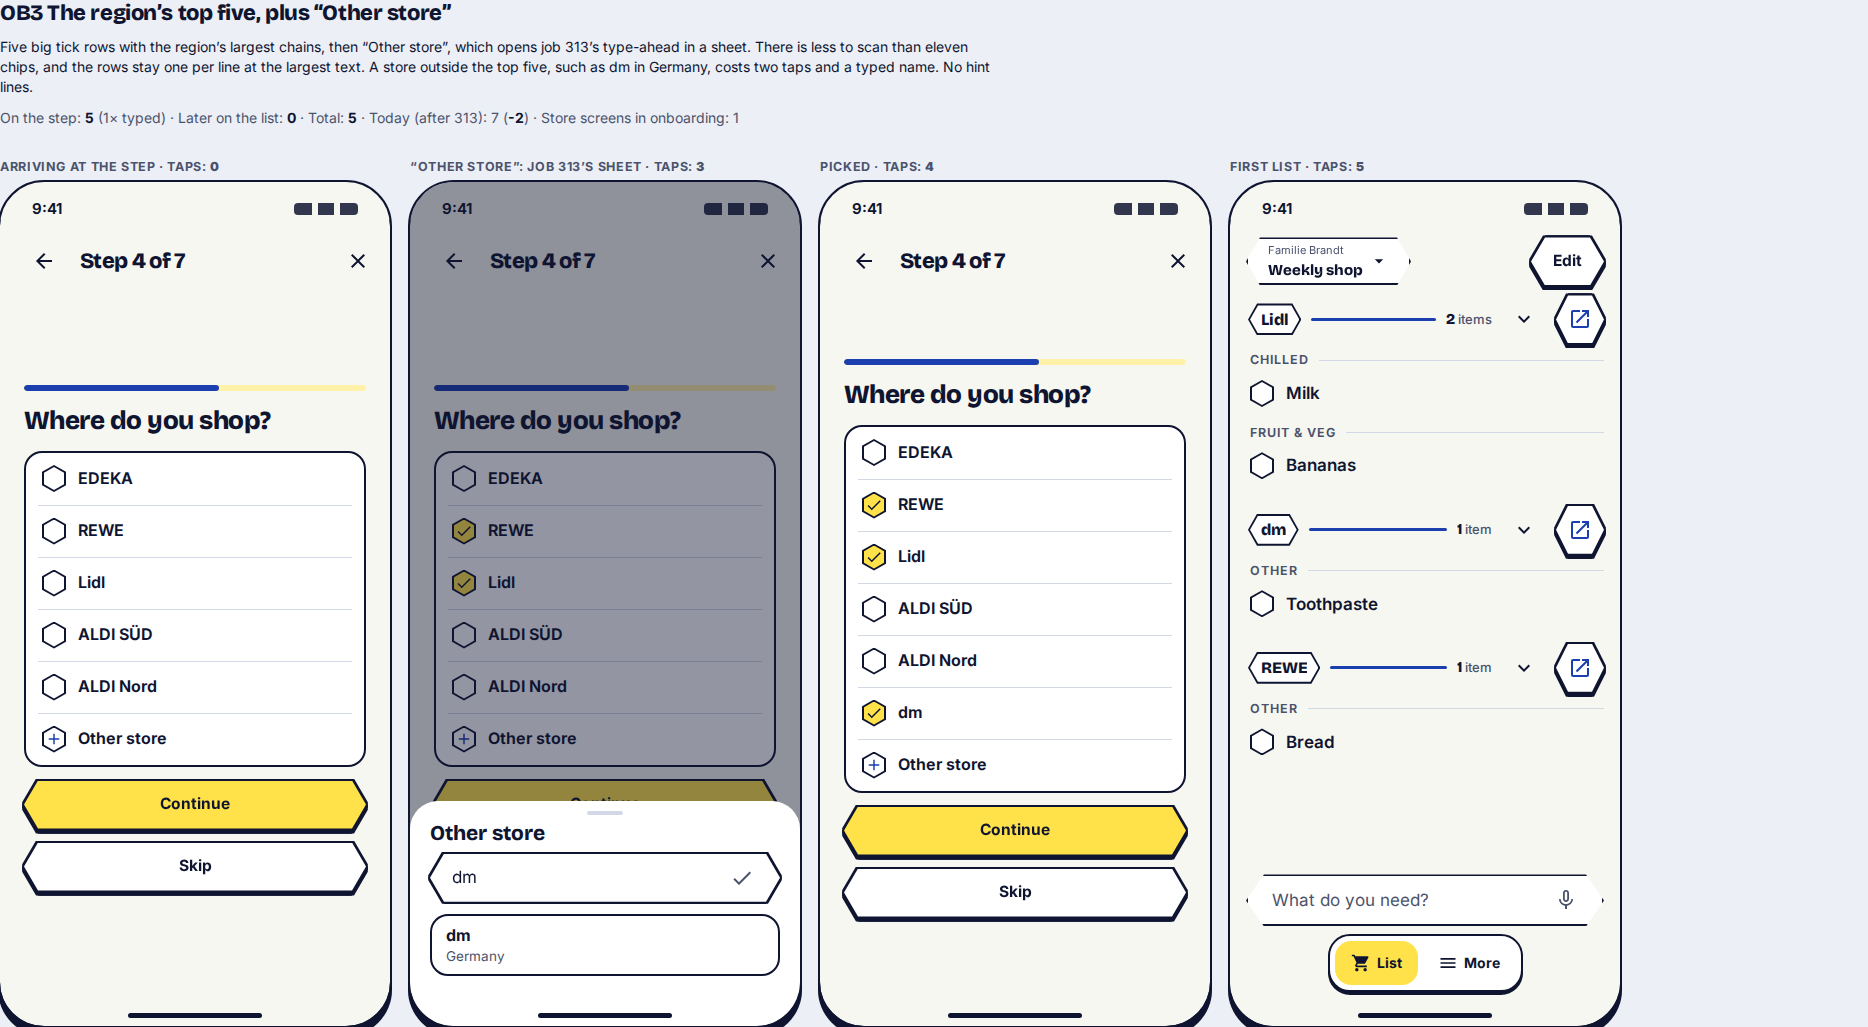 OB3 The region’s top five, plus “Other store”
Five big tick rows with the region’s largest chains, then “Other store”, which opens job 313’s type-ahead in a sheet. There is less to scan than eleven
chips, and the rows stay one per line at the largest text. A store outside the top five, such as dm in Germany, costs two taps and a typed name. No hint
lines.
On the step: 5 (1× typed) · Later on the list: 0 · Total: 5 · Today (after 313): 7 (-2) · Store screens in onboarding: 1
ARRIVING AT THE STEP · TAPS: 0
9:41
Step 4 of 7
Where do you shop?
EDEKA
REWE
Lidl
ALDI SÜD
ALDI Nord
Other store
Continue
Skip
“OTHER STORE”: JOB 313’S SHEET · TAPS: 3
9:41
Step 4 of 7
Where do you shop?
EDEKA
REWE
Lidl
ALDI SÜD
ALDI Nord
Other store
Other store
dm
dm
Germany
PICKED · TAPS: 4
9:41
Step 4 of 7
Where do you shop?
EDEKA
REWE
Lidl
ALDI SÜD
ALDI Nord
dm
Other store
Continue
Skip
FIRST LIST · TAPS: 5
9:41
Familie Brandt
Weekly shop
Edit
Lidl
2 items
CHILLED
Milk
FRUIT & VEG
Bananas
dm
1 item
OTHER
Toothpaste
REWE
1 item
OTHER
Bread
What do you need?
List
More